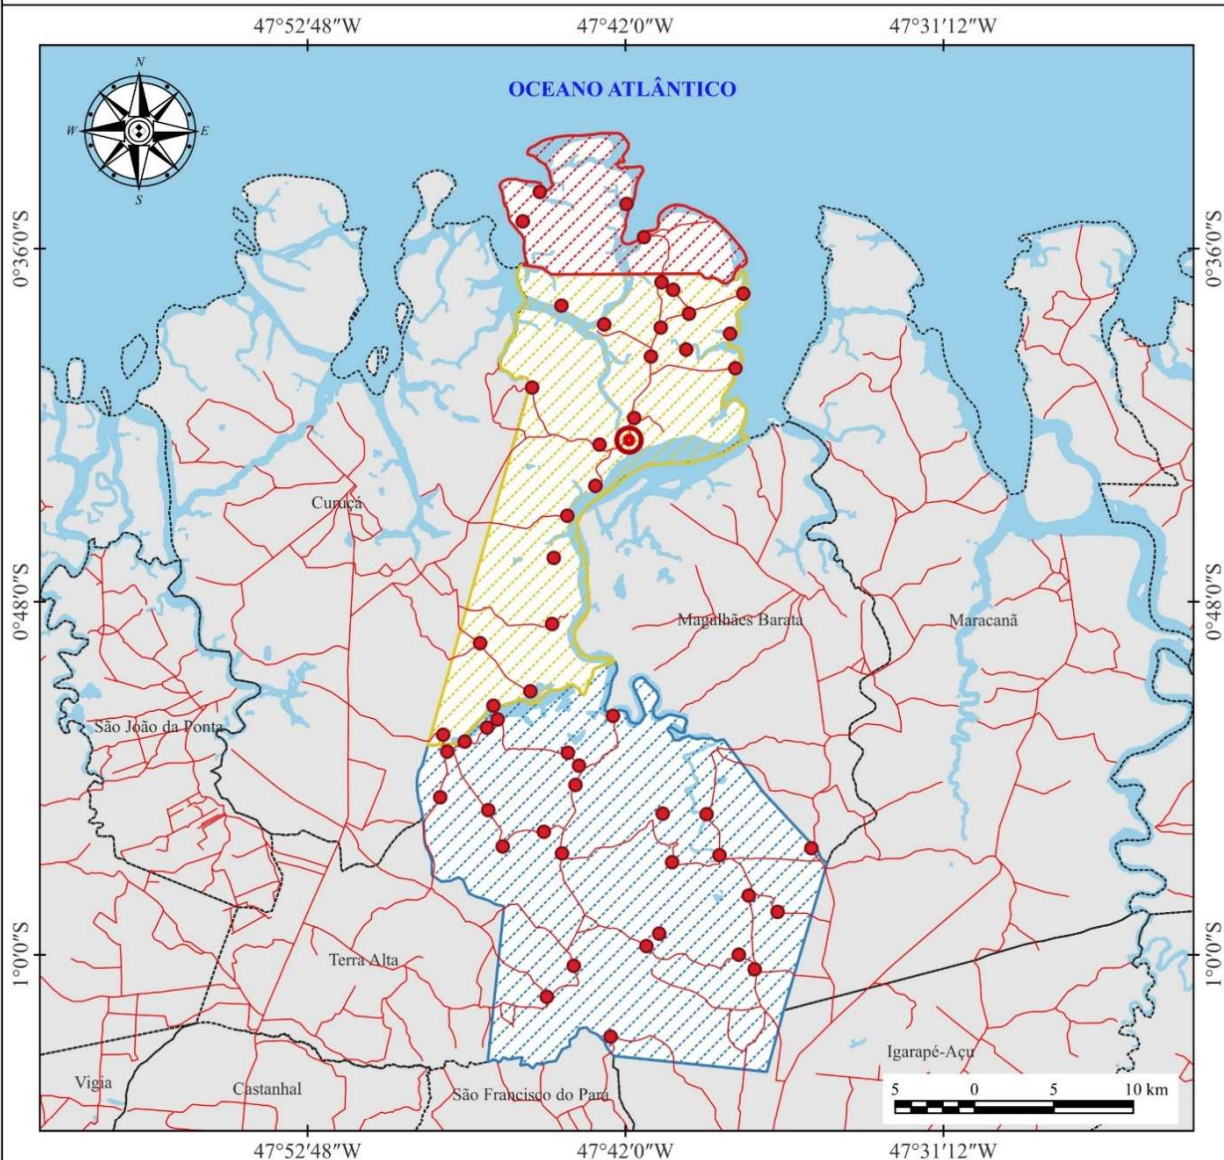 47°52'48"W 47°42'0"W 47°31'12"W
OCEANO ATLÂNTICO
N
W E
S
0°36'0"S 0°36'0"S
Curuçá
0°48'0"S 0°48'0"S
Magalhães Barata
Maracanã
São João da Ponta
Terra Alta
1°0'0"S 1°0'0"S
Igarapé-Açu
Vigia
Castanhal
São Francisco do Pará
5 0 5 10 km
47°52'48"W 47°42'0"W 47°31'12"W